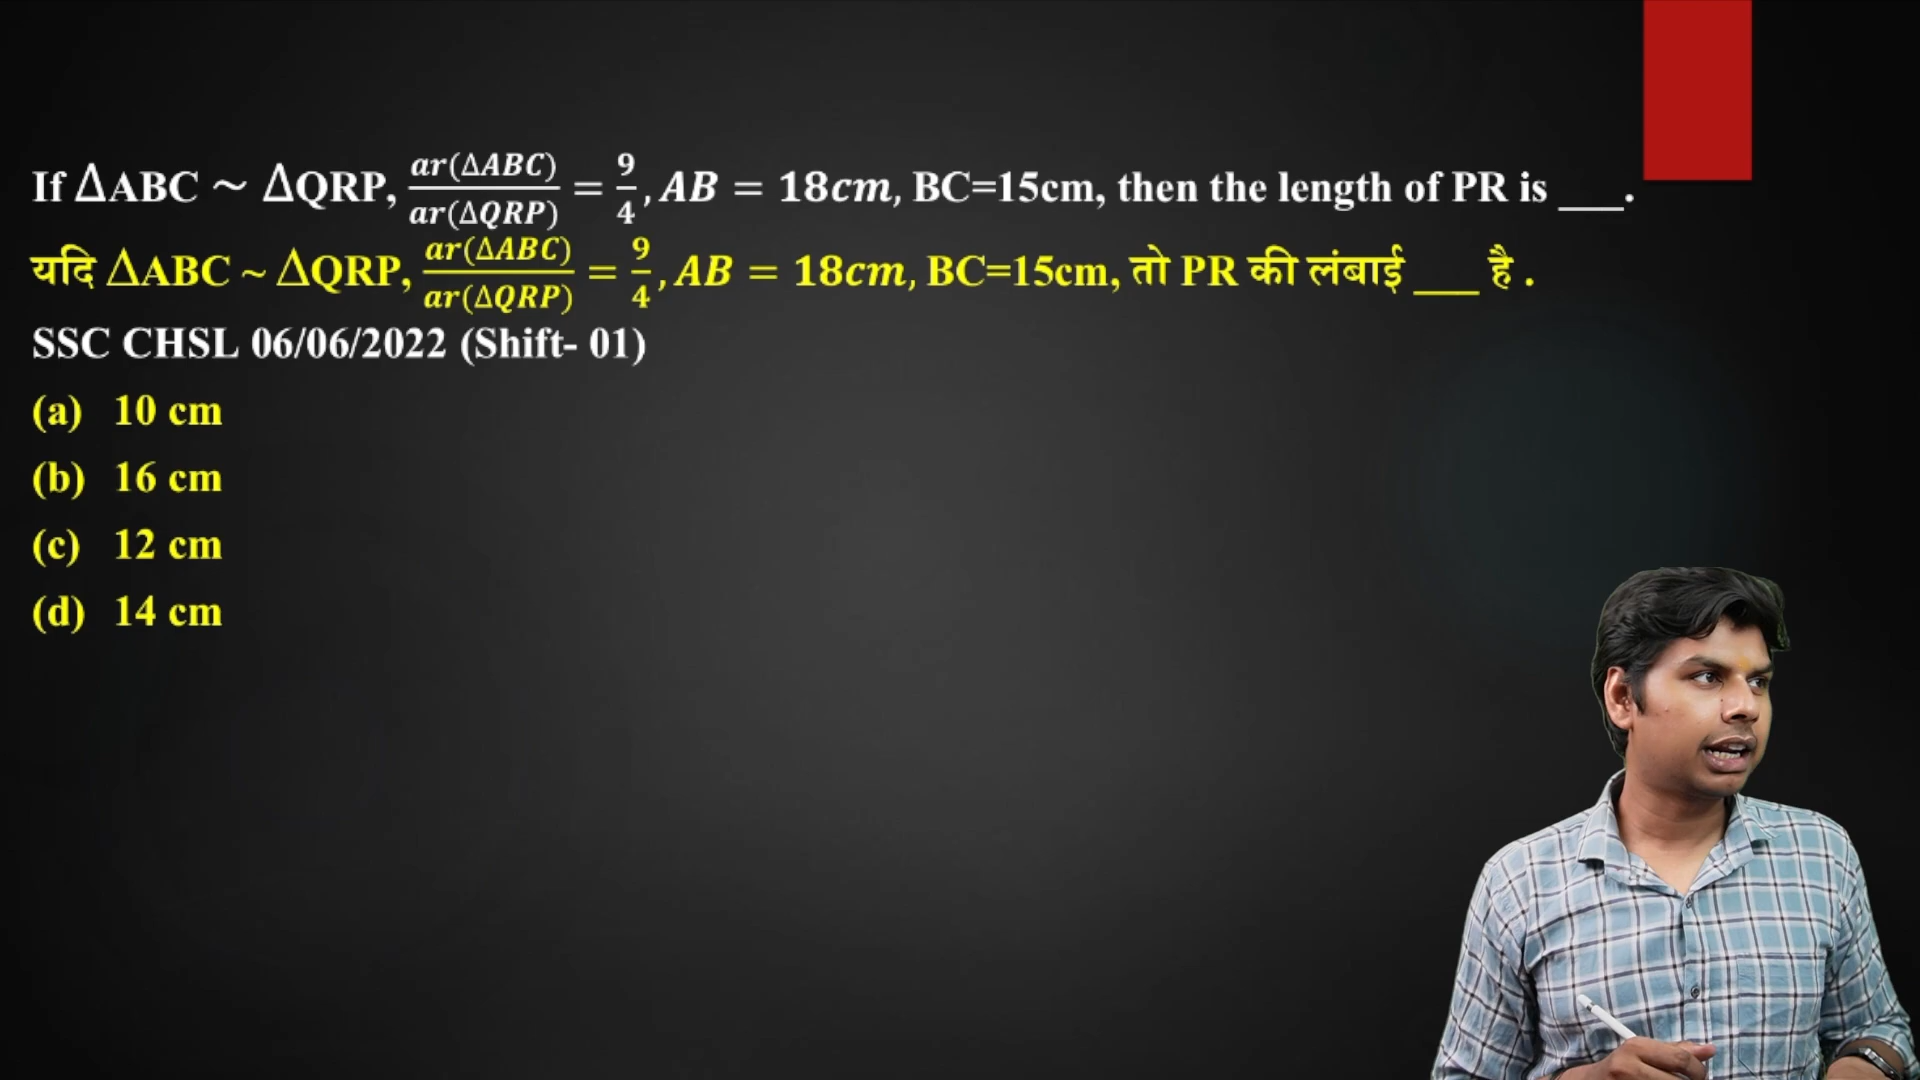 If ΔABC ~ ΔQRP, ar(ΔABC)/ar(ΔQRP) = 9/4, AB = 18cm, BC=15cm, then the length of PR is ___.
यदि ΔABC ~ ΔQRP, ar(ΔABC)/ar(ΔQRP) = 9/4, AB = 18cm, BC=15cm, तो PR की लंबाई ___ है .
SSC CHSL 06/06/2022 (Shift- 01)
(a) 10 cm
(b) 16 cm
(c) 12 cm
(d) 14 cm